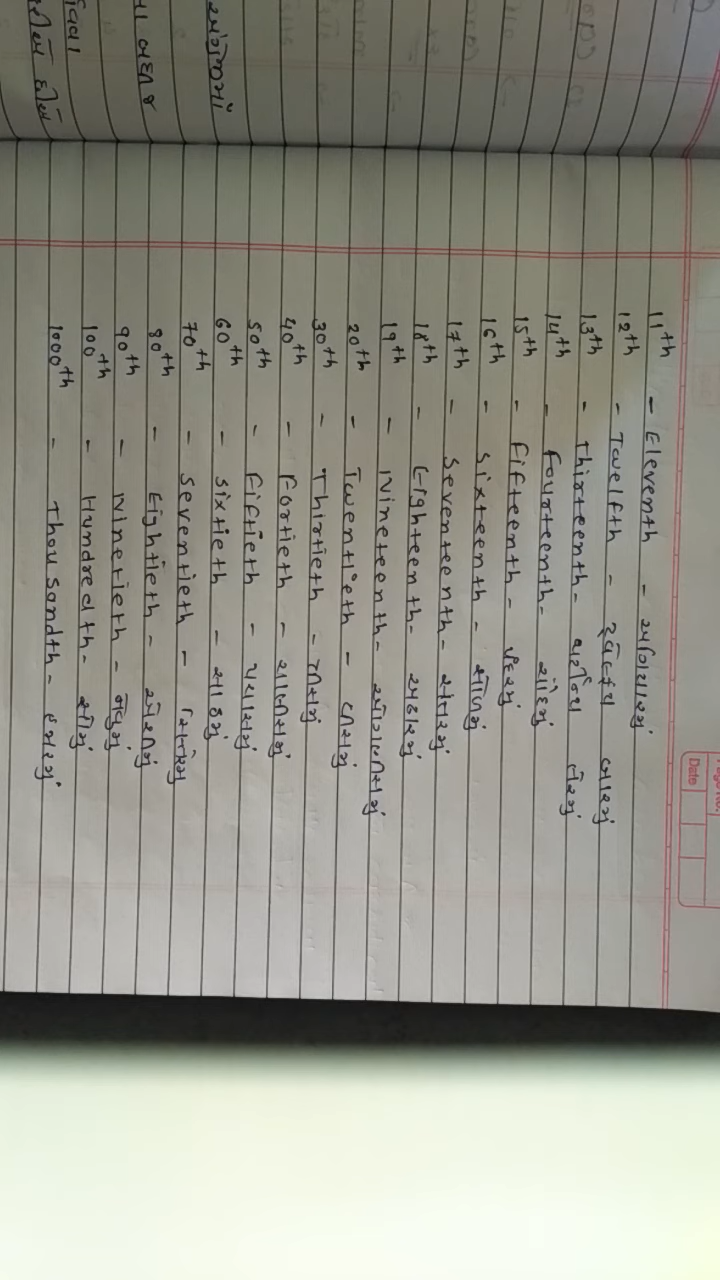 Date
11th - Eleventh - અગિયારમું
12th - Twelfth - ટ્વેલ્ફ્થ બારમું
13th - Thirteenth - થર્ટીન્થ તેરમું
14th - Fourteenth - ચૌદમું
15th - Fifteenth - પંદરમું
16th - Sixteenth - સોળમું
17th - Seventeenth - સત્તરમું
18th - Eighteenth - અઢારમું
19th - Nineteenth - ઓગણીસમું
20th - Twentieth - વીસમું
30th - Thirtieth - ત્રીસમું
40th - Fortieth - ચાળીસમું
50th - Fiftieth - પચાસમું
60th - Sixtieth - સાઠમું
70th - Seventieth -
80th - Eightieth - એંશીમું
90th - Ninetieth - નેવુમું
100th - Hundredth - સોમું
1000th - Thousandth - હજારમું